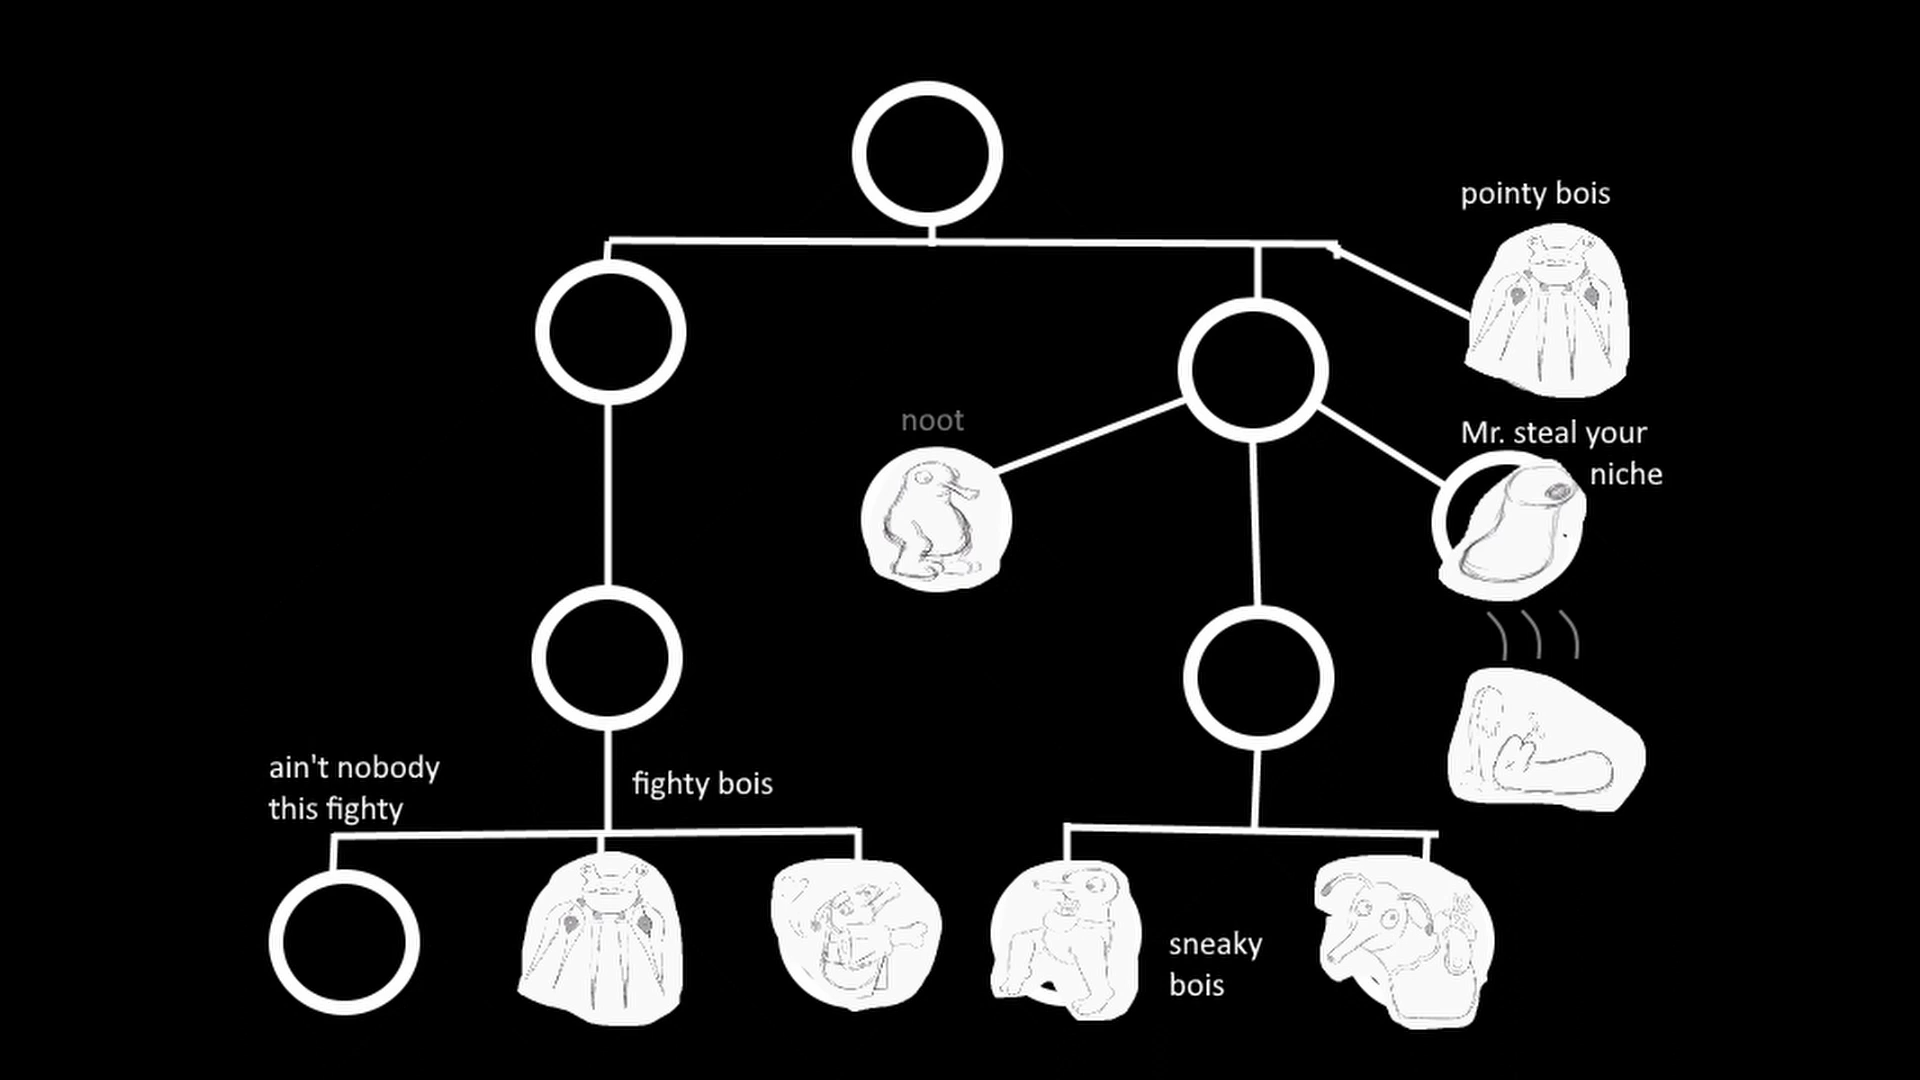 pointy bois
noot
Mr. steal your
niche
ain't nobody
this fighty
fighty bois
sneaky
bois